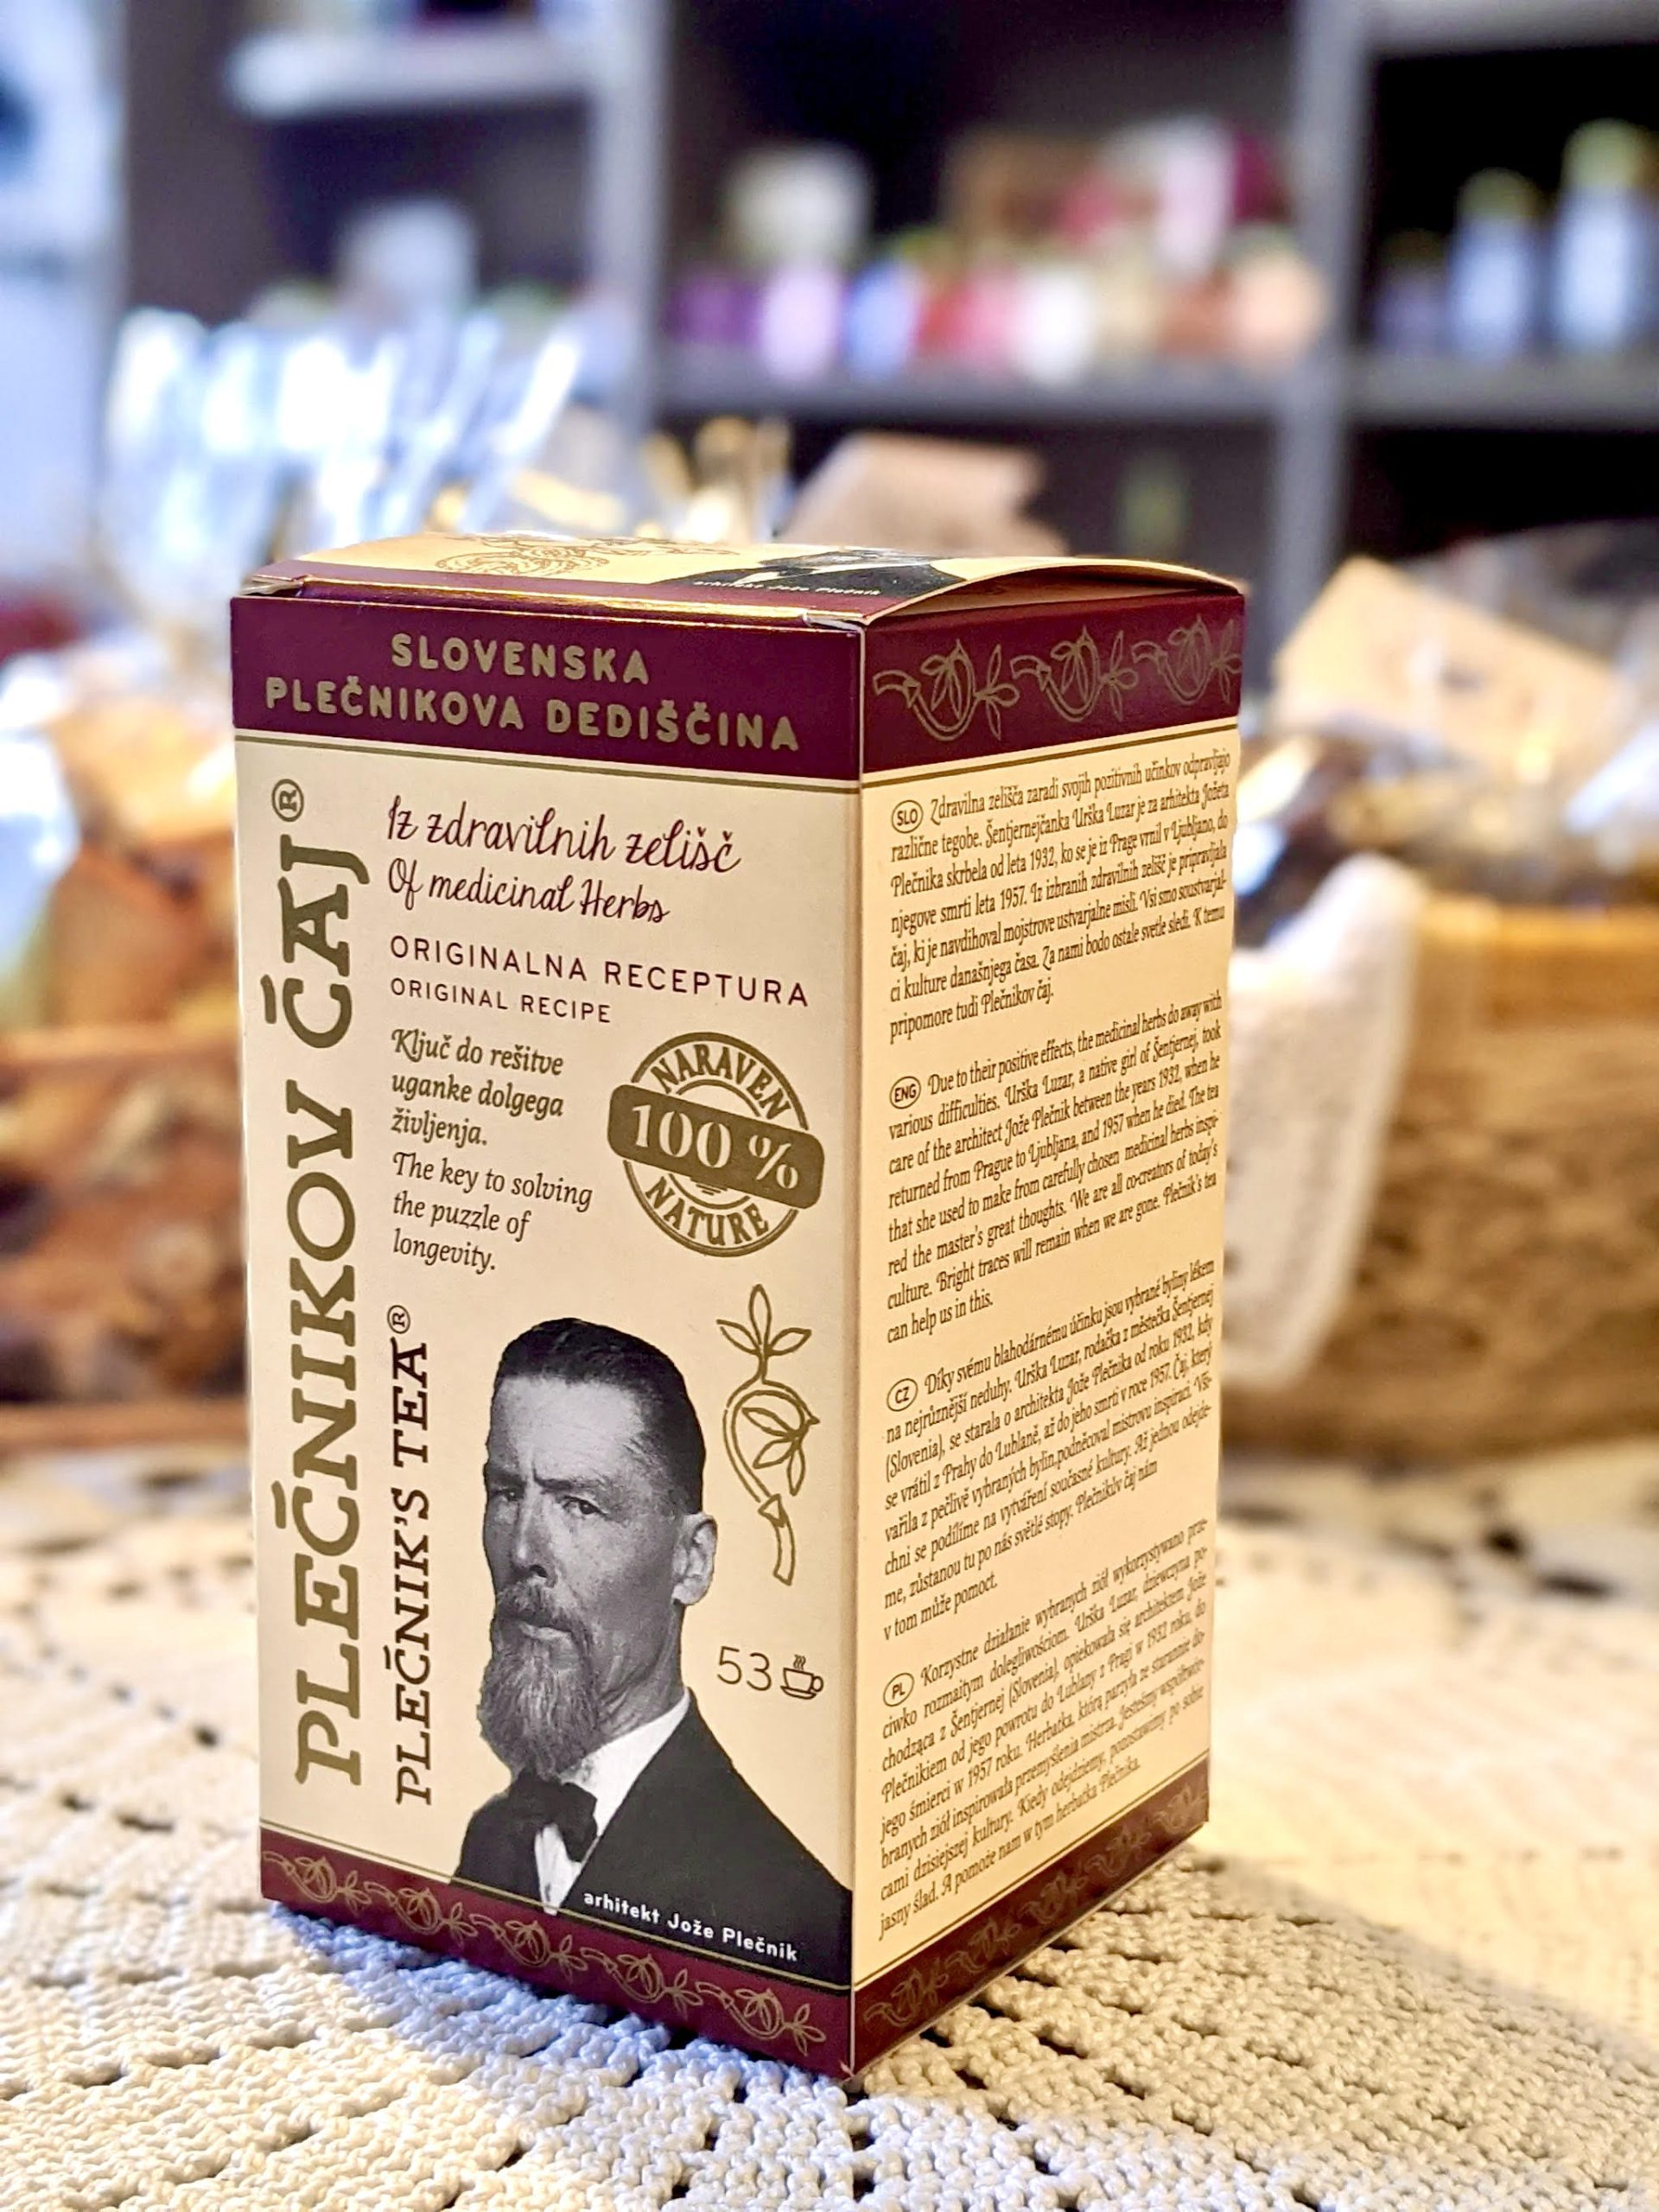 arhitekt Jože Plečnik
SLOVENSKA
PLEČNIKOVA DEDIŠČINA
PLEČNIKOV ČAJ®
PLEČNIK'S TEA®
Iz zdravilnih zelišč
Of medicinal Herbs
ORIGINALNA RECEPTURA
ORIGINAL RECIPE
Ključ do rešitve
uganke dolgega
življenja.
The key to solving
the puzzle of
longevity.
NARAVEN
100 %
NATURE
53
arhitekt Jože Plečnik
SLO Zdravilna zelišča zaradi svojih pozitivnih učinkov odpravljajo
različne tegobe. Šentjernejčanka Urška Luzar je za arhitekta Jožeta
Plečnika skrbela od leta 1932, ko se je iz Prage vrnil v Ljubljano, do
njegove smrti leta 1957. Iz izbranih zdravilnih zelišč je pripravljala
čaj, ki je navdihoval mojstrove ustvarjalne misli. Vsi smo soustvarjal-
ci kulture današnjega časa. Za nami bodo ostale svetle sledi. K temu
pripomore tudi Plečnikov čaj.
ENG Due to their positive effects, the medicinal herbs do away with
various difficulties. Urška Luzar, a native girl of Šentjernej, took
care of the architect Jože Plečnik between the years 1932, when he
returned from Prague to Ljubljana, and 1957 when he died. The tea
that she used to make from carefully chosen medicinal herbs inspi-
red the master's great thoughts. We are all co-creators of today's
culture. Bright traces will remain when we are gone. Plečnik's tea
can help us in this.
CZ Díky svému blahodárnému účinku jsou vybrané byliny lékem
na nejrůznější neduhy. Urška Luzar, rodačka z městečka Šentjernej
(Slovenia), se starala o architekta Jože Plečnika od roku 1932, kdy
se vrátil z Prahy do Lublaně, až do jeho smrti v roce 1957. Čaj, který
vařila z pečlivě vybraných bylin,podněcoval mistrovu inspiraci. Vši-
chni se podílíme na vytváření současné kultury. Až jednou odejde-
me, zůstanou tu po nás světlé stopy. Plečnikův čaj nám
v tom může pomoct.
PL Korzystne działanie wybranych ziół wykorzystywano prze-
ciwko rozmaitym dolegliwościom. Urška Luzar, dziewczyna po-
chodząca z Šentjernej (Slovenia), opiekowała się architektem Jože
Plečnikiem od jego powrotu do Lublany z Pragi w 1932 roku, do
jego śmierci w 1957 roku. Herbatka, którą parzyła ze starannie do-
branych ziół inspirowała przemyślenia mistrza. Jesteśmy współtwór-
cami dzisiejszej kultury. Kiedy odejdziemy, pozostawimy po sobie
jasny ślad. A pomoże nam w tym herbatka Plečnika.